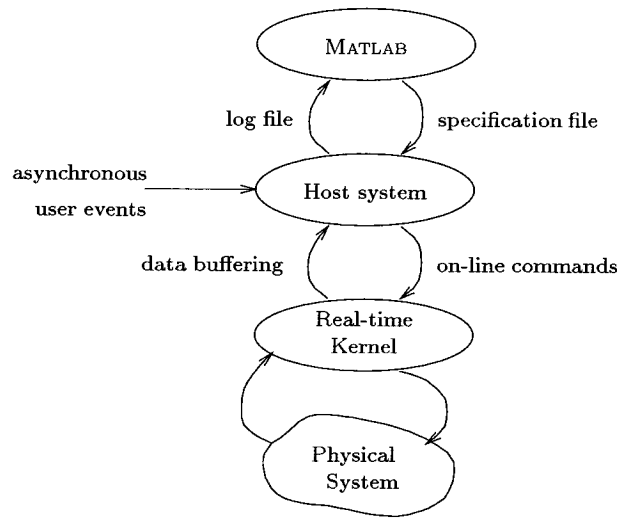 MATLAB
log file
specification file
asynchronous
user events
Host system
data buffering
on-line commands
Real-time
Kernel
Physical
System